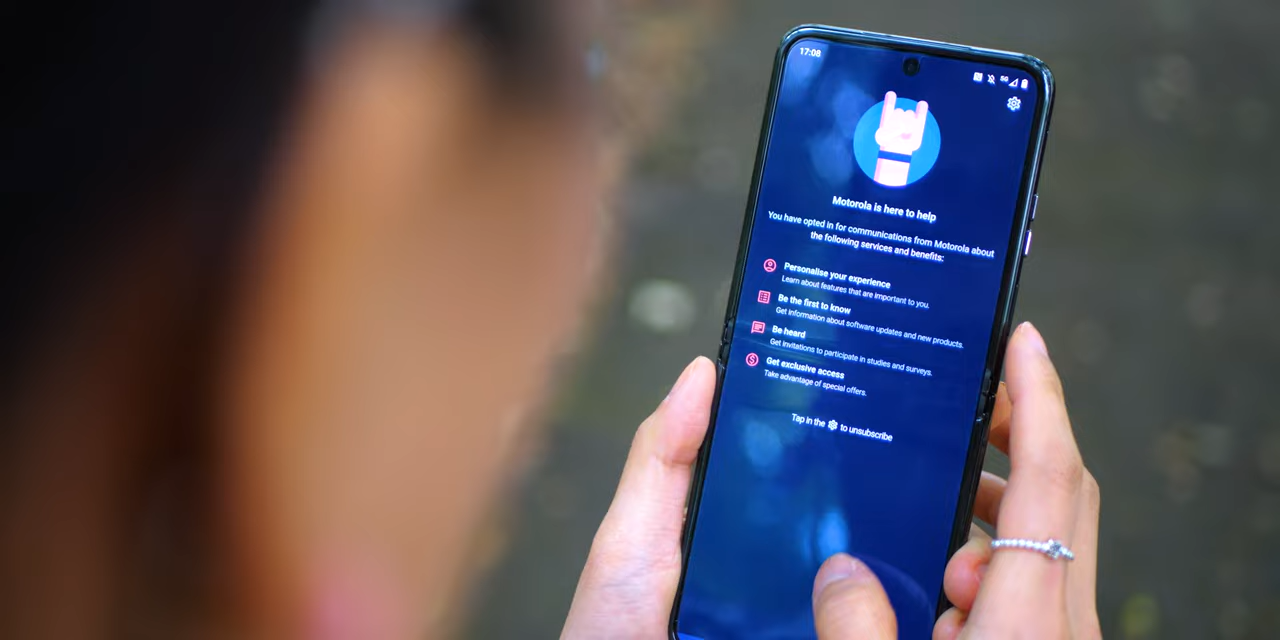 17:08
5G
Motorola is here to help
You have opted in for communications from Motorola about
the following services and benefits:
Personalise your experience
Learn about features that are important to you.
Be the first to know
Get information about software updates and new products.
Be heard
Get invitations to participate in studies and surveys.
Get exclusive access
Take advantage of special offers.
Tap in the to unsubscribe